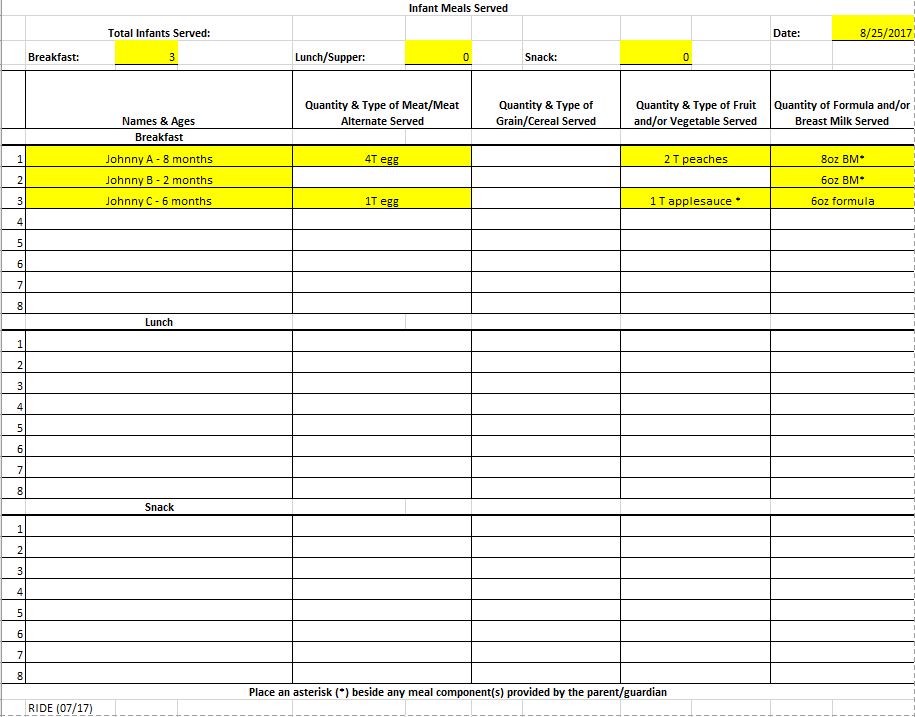 Infant Meals Served
Total Infants Served: Date: 8/25/2017
Breakfast: 3 Lunch/Supper: 0 Snack: 0
Names & Ages
Quantity & Type of Meat/Meat
Alternate Served
Quantity & Type of
Grain/Cereal Served
Quantity & Type of Fruit
and/or Vegetable Served
Quantity of Formula and/or
Breast Milk Served
Breakfast
1 Johnny A - 8 months 4T egg 2 T peaches 8oz BM*
2 Johnny B - 2 months 6oz BM*
3 Johnny C - 6 months 1T egg 1 T applesauce * 6oz formula
4
5
6
7
8
Lunch
1
2
3
4
5
6
7
8
Snack
1
2
3
4
5
6
7
8
Place an asterisk (*) beside any meal component(s) provided by the parent/guardian
RIDE (07/17)